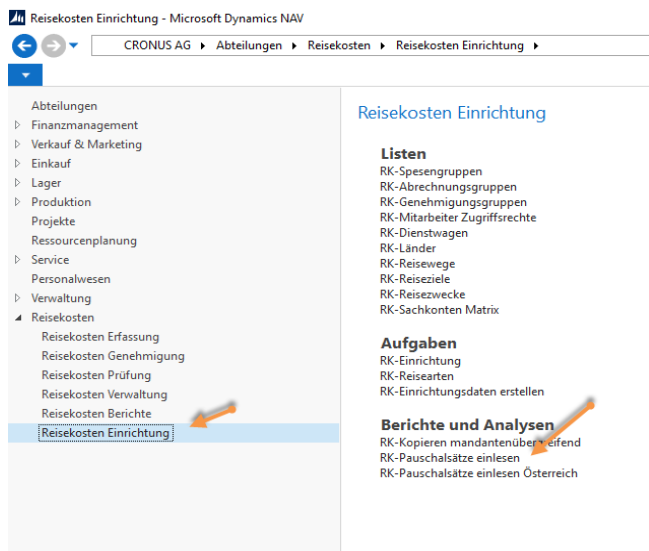 Reisekosten Einrichtung - Microsoft Dynamics NAV
CRONUS AG ▸ Abteilungen ▸ Reisekosten ▸ Reisekosten Einrichtung ▸
Abteilungen
Finanzmanagement
Verkauf & Marketing
Einkauf
Lager
Produktion
Projekte
Ressourcenplanung
Service
Personalwesen
Verwaltung
Reisekosten
Reisekosten Erfassung
Reisekosten Genehmigung
Reisekosten Prüfung
Reisekosten Verwaltung
Reisekosten Berichte
Reisekosten Einrichtung
Reisekosten Einrichtung
Listen
RK-Spesengruppen
RK-Abrechnungsgruppen
RK-Genehmigungsgruppen
RK-Mitarbeiter Zugriffsrechte
RK-Dienstwagen
RK-Länder
RK-Reisewege
RK-Reiseziele
RK-Reisezwecke
RK-Sachkonten Matrix
Aufgaben
RK-Einrichtung
RK-Reisearten
RK-Einrichtungsdaten erstellen
Berichte und Analysen
RK-Kopieren mandantenübergreifend
RK-Pauschalsätze einlesen
RK-Pauschalsätze einlesen Österreich